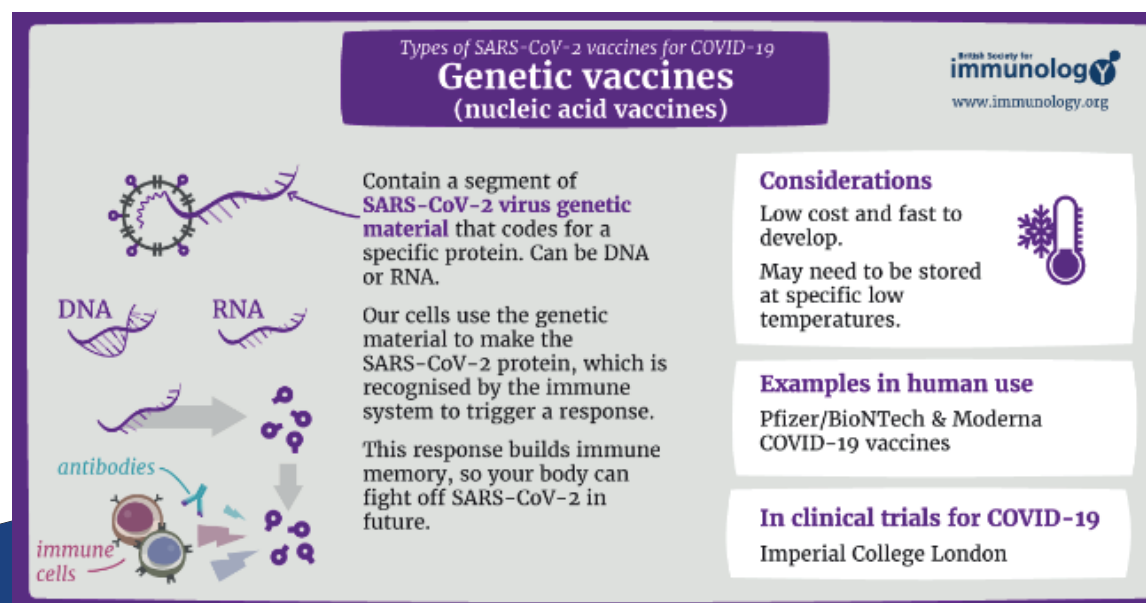 Types of SARS-CoV-2 vaccines for COVID-19
Genetic vaccines
(nucleic acid vaccines)
British Society for
immunology
www.immunology.org
DNA
RNA
antibodies
immune
cells
Contain a segment of
SARS-CoV-2 virus genetic
material that codes for a
specific protein. Can be DNA
or RNA.
Our cells use the genetic
material to make the
SARS-CoV-2 protein, which is
recognised by the immune
system to trigger a response.
This response builds immune
memory, so your body can
fight off SARS-CoV-2 in
future.
Considerations
Low cost and fast to
develop.
May need to be stored
at specific low
temperatures.
Examples in human use
Pfizer/BioNTech & Moderna
COVID-19 vaccines
In clinical trials for COVID-19
Imperial College London